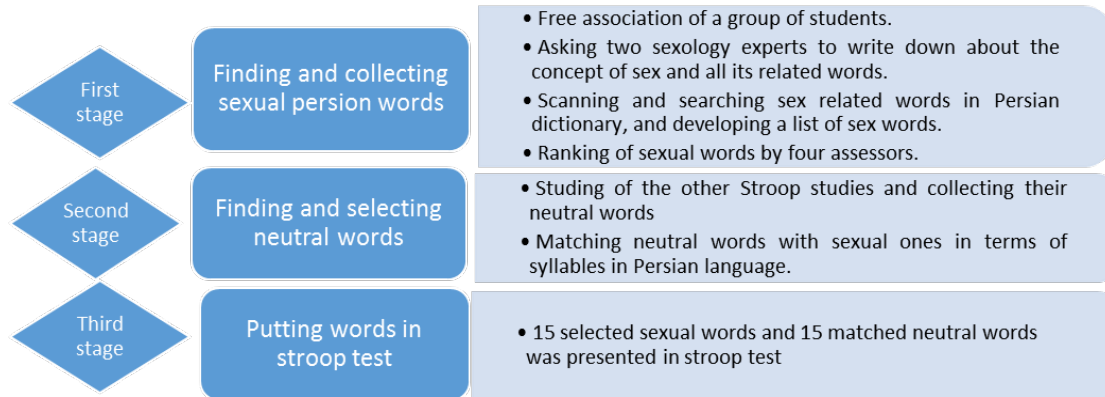 First
stage
Finding and collecting
sexual persion words
• Free association of a group of students.
• Asking two sexology experts to write down about the
concept of sex and all its related words.
• Scanning and searching sex related words in Persian
dictionary, and developing a list of sex words.
• Ranking of sexual words by four assessors.
Second
stage
Finding and selecting
neutral words
• Studing of the other Stroop studies and collecting their
neutral words
• Matching neutral words with sexual ones in terms of
syllables in Persian language.
Third
stage
Putting words in
stroop test
• 15 selected sexual words and 15 matched neutral words
was presented in stroop test